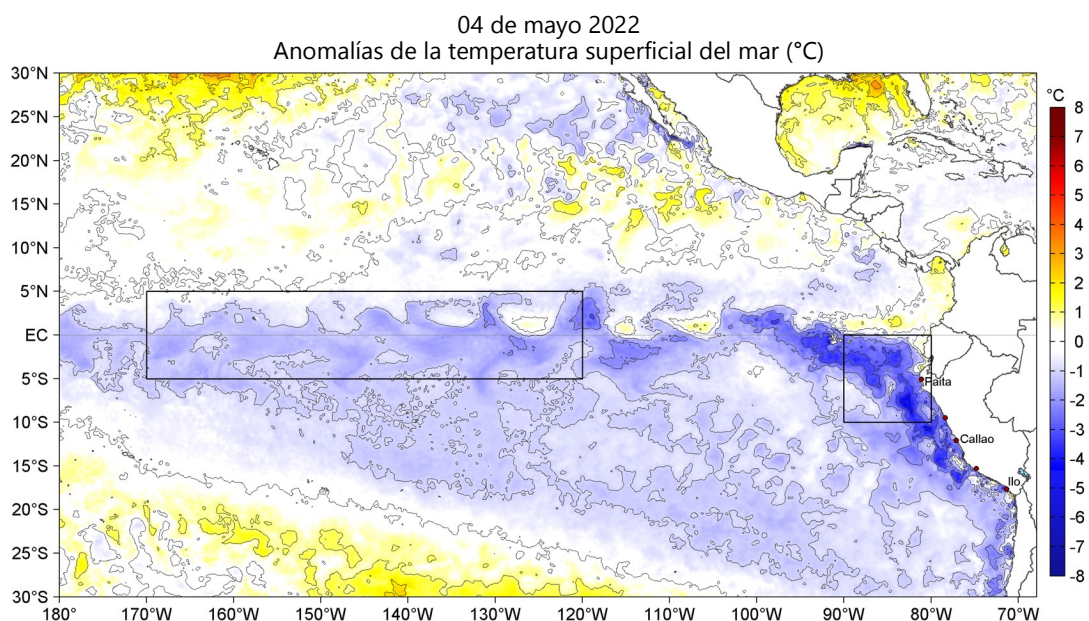 04 de mayo 2022
Anomalías de la temperatura superficial del mar (°C)
30°N
25°N
20°N
15°N
10°N
5°N
EC
5°S
10°S
15°S
20°S
25°S
30°S
180
170°W
160°W
150°W
140°W
130°W
120°W
110°W
100°W
90°W
80°W
70°W
Paita
Callao
Ilo
°C
8
7
6
5
4
3
2
1
0
-1
-2
-3
-4
-5
-6
-7
-8